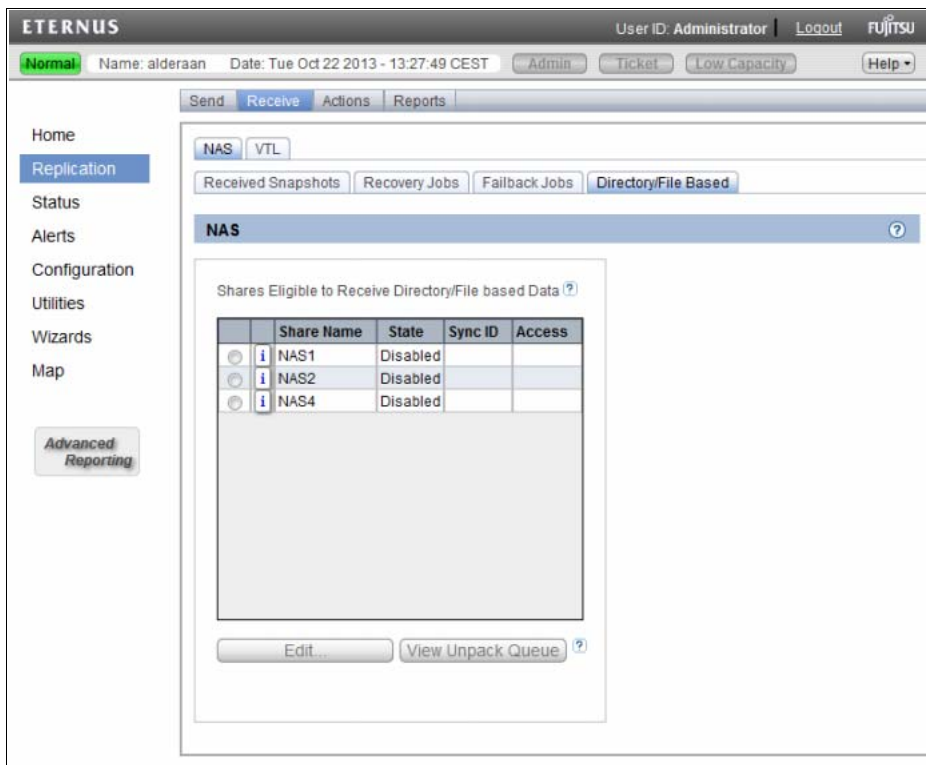 ETERNUS User ID: Administrator Logout FUJITSU
Normal Name: alderaan Date: Tue Oct 22 2013 - 13:27:49 CEST Admin Ticket Low Capacity Help
Send Receive Actions Reports
Home
Replication
Status
Alerts
Configuration
Utilities
Wizards
Map
Advanced
Reporting
NAS VTL
Received Snapshots Recovery Jobs Failback Jobs Directory/File Based
NAS ?
Shares Eligible to Receive Directory/File based Data ?
Share Name State Sync ID Access
i NAS1 Disabled
i NAS2 Disabled
i NAS4 Disabled
Edit... View Unpack Queue ?